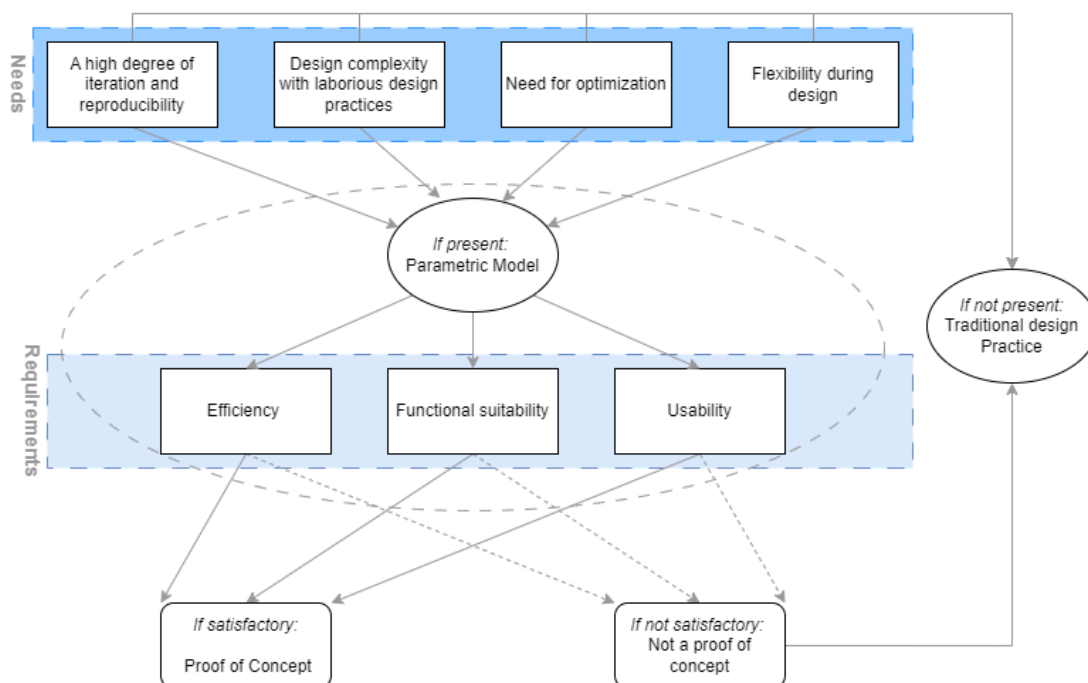 Needs
A high degree of
iteration and
reproducibility
Design complexity
with laborious design
practices
Need for optimization
Flexibility during
design
If present:
Parametric Model
If not present:
Traditional design
Practice
Requirements
Efficiency
Functional suitability
Usability
If satisfactory:
Proof of Concept
If not satisfactory:
Not a proof of
concept